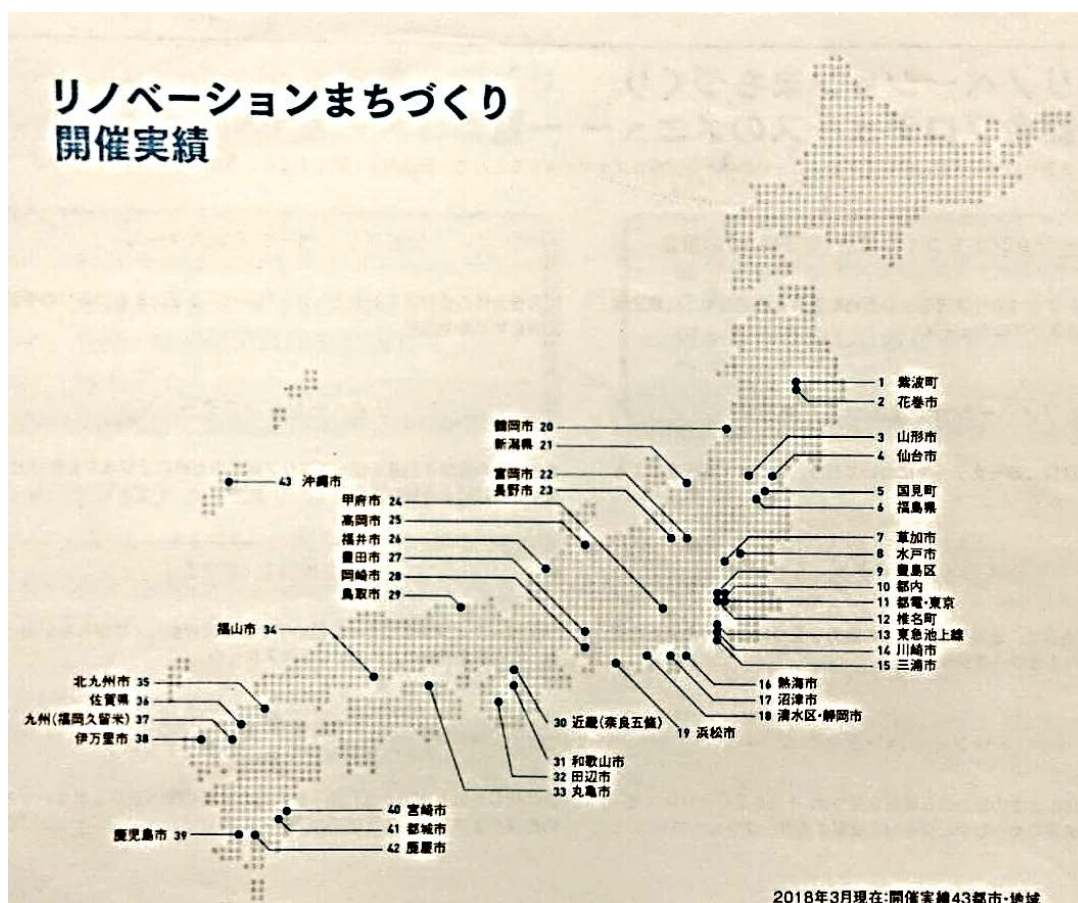 リノベーションまちづくり
開催実績
1 紫波町
2 花巻市
3 山形市
4 仙台市
5 国見町
6 福島県
7 草加市
8 水戸市
9 豊島区
10 都内
11 都電・東京
12 椎名町
13 東急池上線
14 川崎市
15 三浦市
16 熱海市
17 沼津市
18 清水区・静岡市
19 浜松市
鶴岡市 20
新潟県 21
富岡市 22
長野市 23
甲府市 24
高岡市 25
福井市 26
豊田市 27
岡崎市 28
鳥取市 29
30 近畿(奈良五條)
31 和歌山市
32 田辺市
33 丸亀市
福山市 34
北九州市 35
佐賀県 36
九州(福岡久留米) 37
伊万里市 38
鹿児島市 39
40 宮崎市
41 都城市
42 鹿屋市
43 沖縄市
2018年3月現在:開催実績43都市・地域